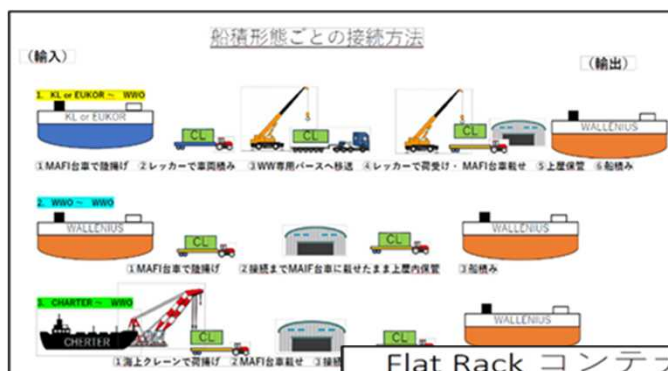 船積形態ごとの接続方法
（輸入）
（輸出）
1. KL or EUKOR ～ WWO
KL or EUKOR
CL
CL
CL
WALLENIUS
①MAFI台車で陸揚げ ②レッカーで車両積み ③WW専用バースへ移送 ④レッカーで荷受け・MAFI台車載せ ⑤上屋保管 ⑥船積み
2. WWO ～ WWO
WALLENIUS
CL
CL
WALLENIUS
①MAFI台車で陸揚げ ②接続までMAIF台車に載せたまま上屋内保管 ③船積み
3. CHARTER ～ WWO
CHERTER
CL
CL
WALLENIUS
①海上クレーンで荷揚げ ②MAFI台車載せ ③接続
Flat Rack コンテナ